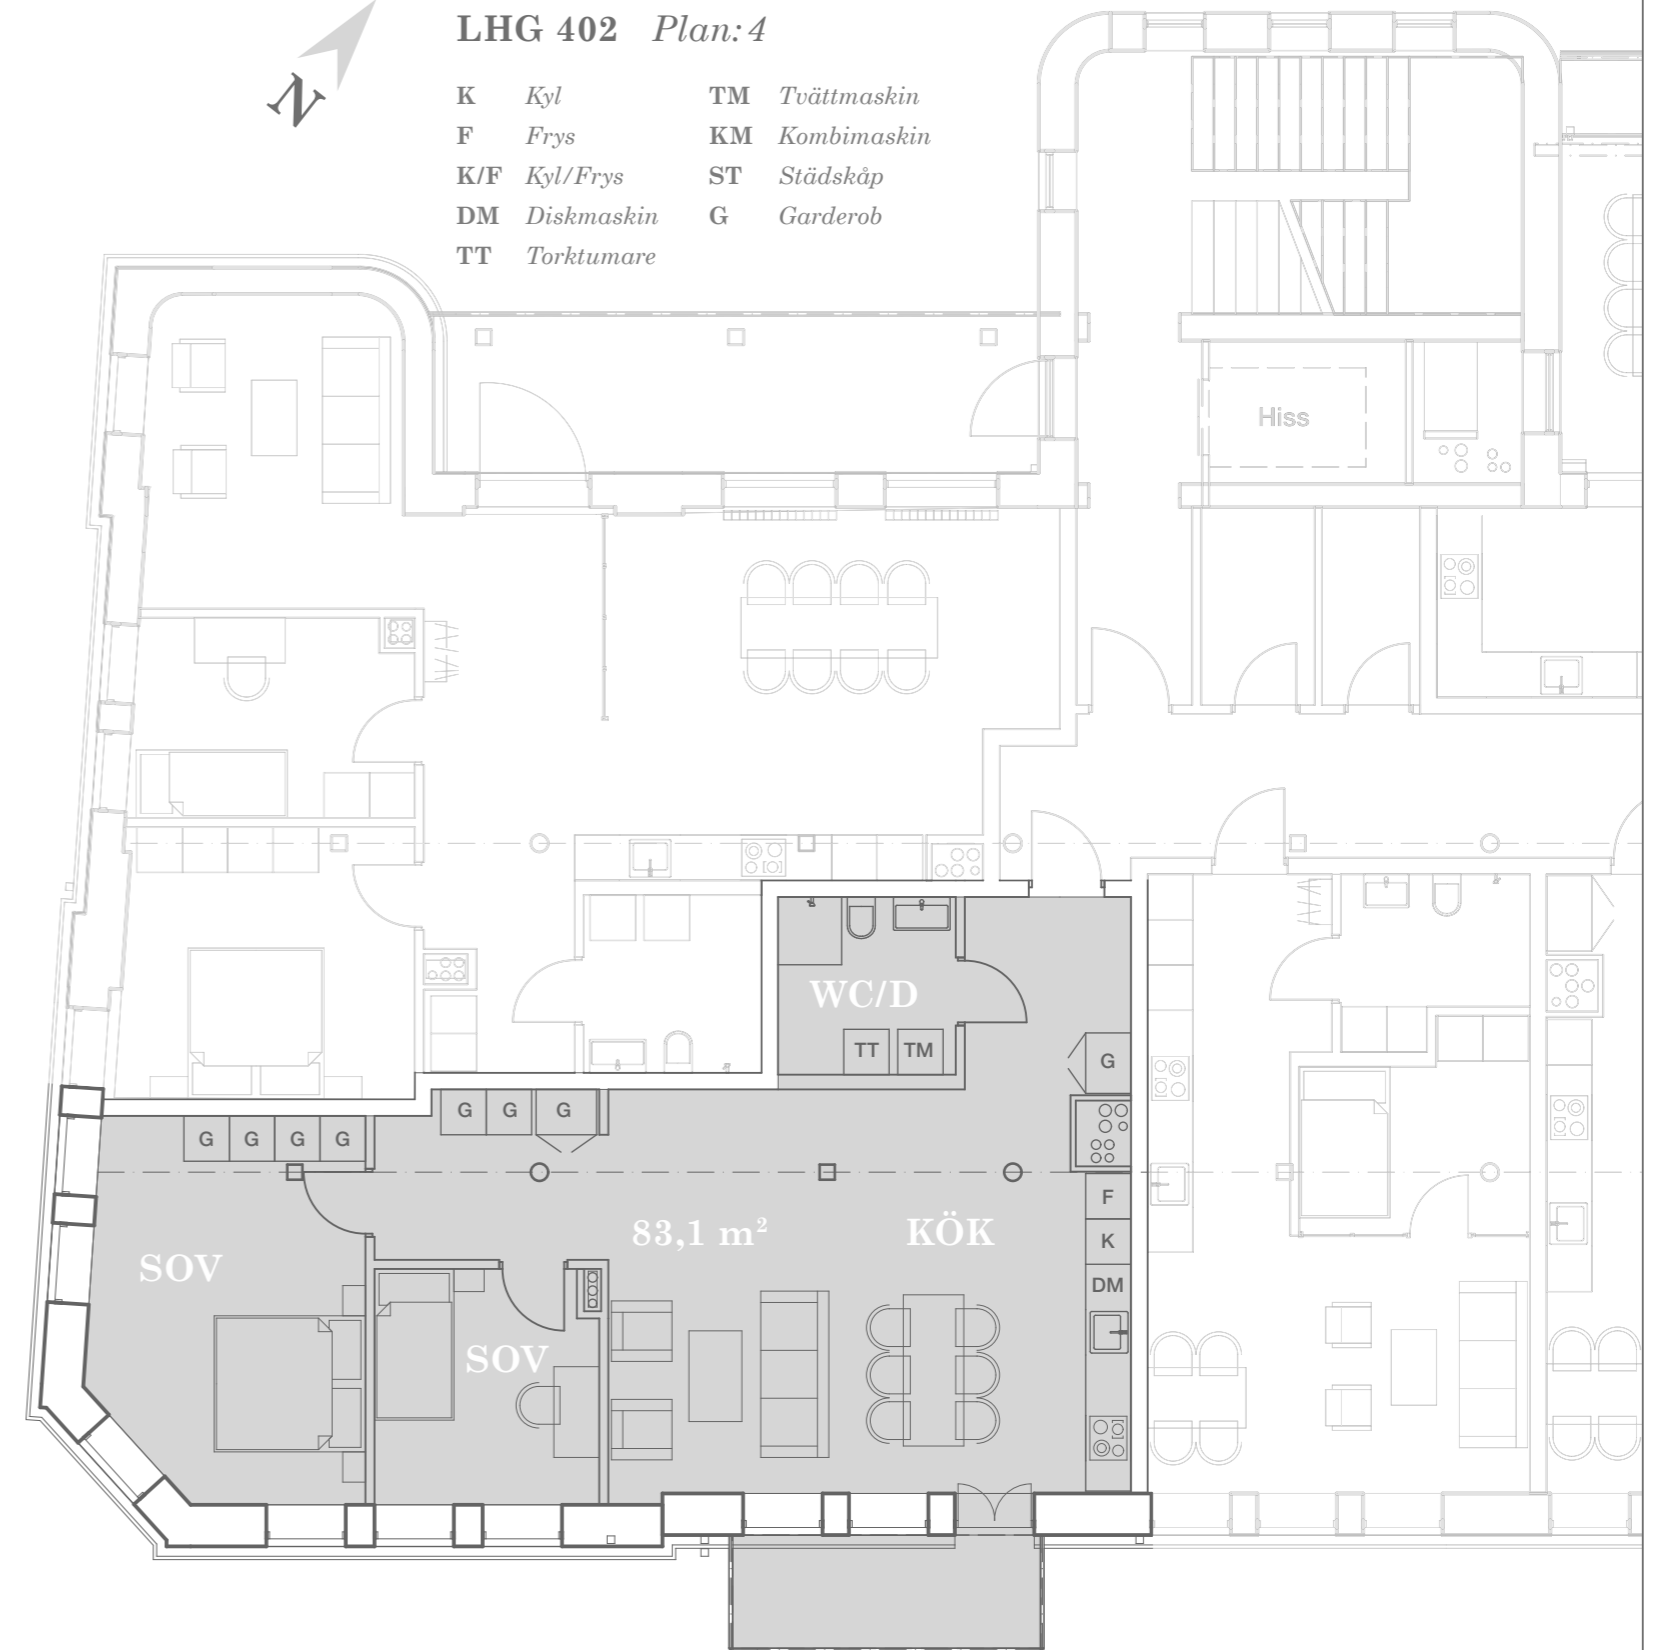 LHG 402 Plan: 4
N
K Kyl
F Frys
K/F Kyl/Frys
DM Diskmaskin
TT Torktumare
TM Tvättmaskin
KM Kombimaskin
ST Städskåp
G Garderob
Hiss
WC/D
TT TM
G
G G G
G G G G
F
83,1 m² KÖK
K
SOV
DM
SOV